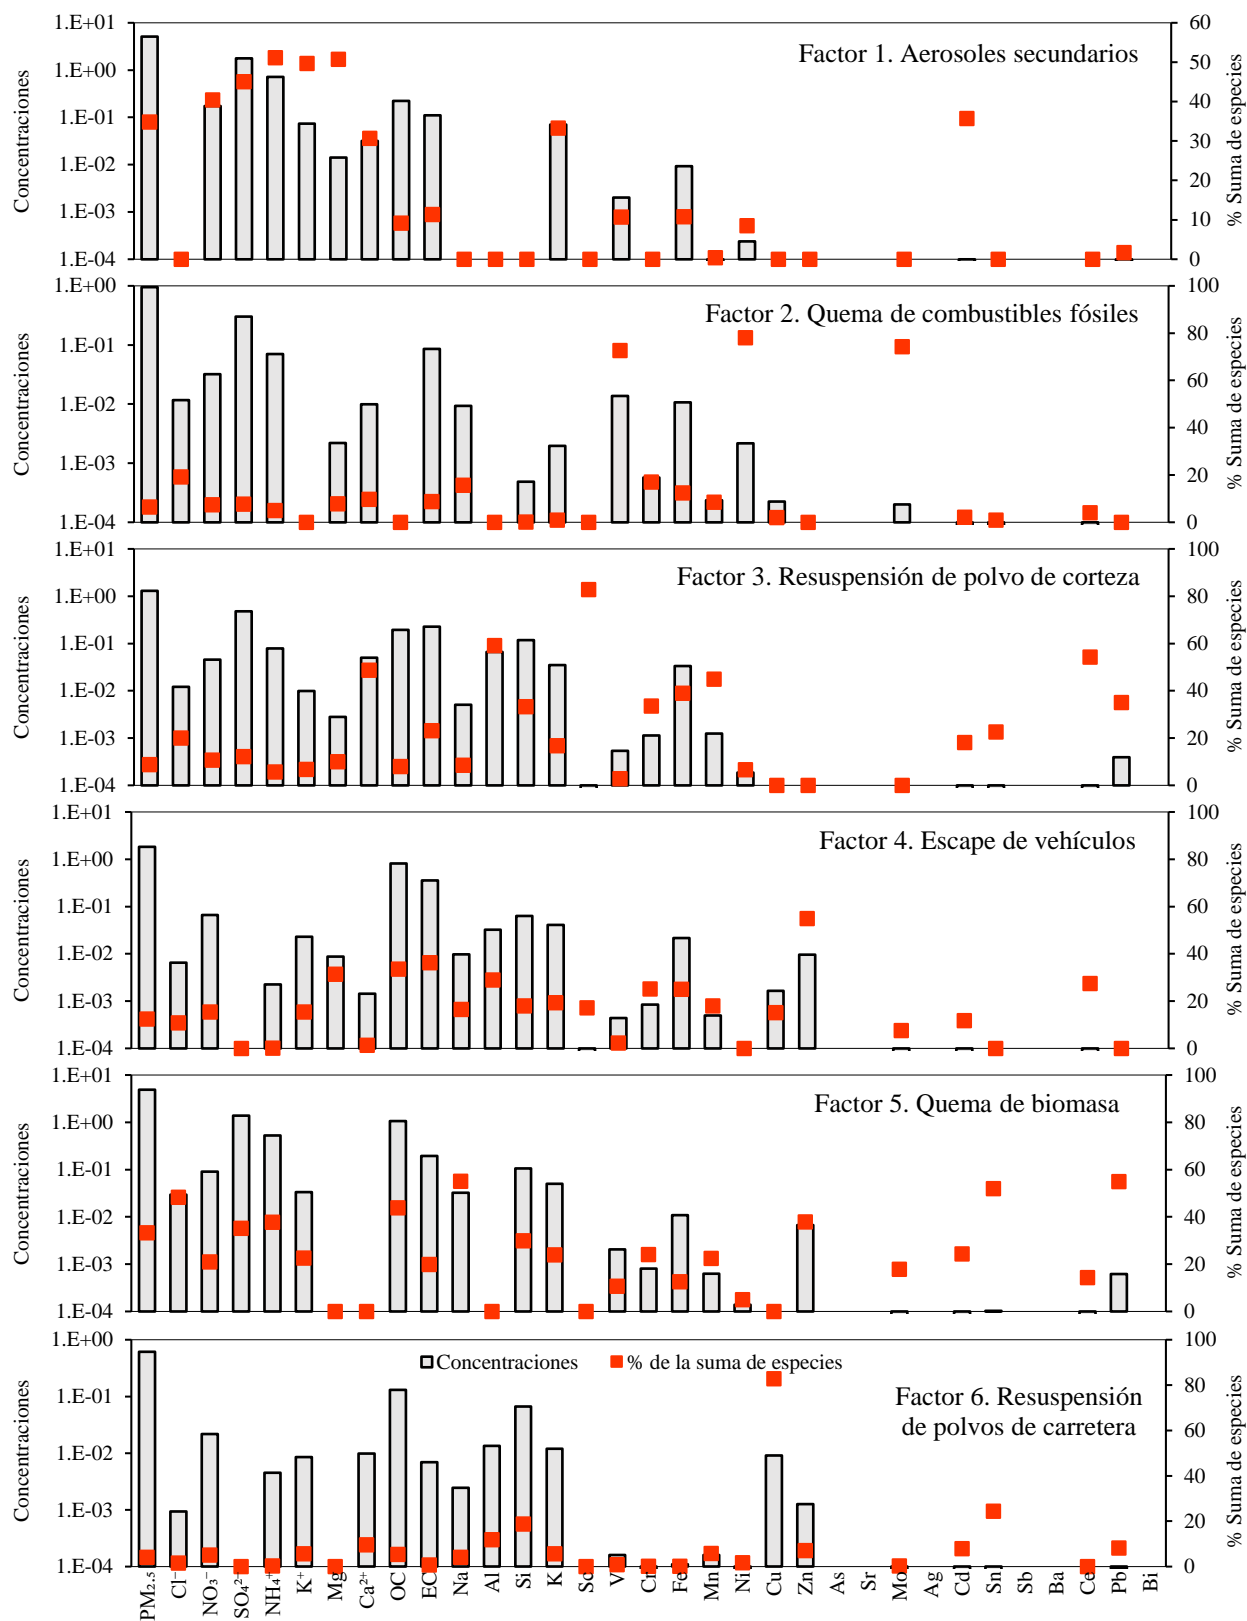 Factor 1. Aerosoles secundarios
Concentraciones
1.E+01
1.E+00
1.E-01
1.E-02
1.E-03
1.E-04
60
50
40
30
20
10
0
% Suma de especies
Factor 2. Quema de combustibles fósiles
Concentraciones
1.E+00
1.E-01
1.E-02
1.E-03
1.E-04
100
80
60
40
20
0
% Suma de especies
Factor 3. Resuspensión de polvo de corteza
Concentraciones
1.E+01
1.E+00
1.E-01
1.E-02
1.E-03
1.E-04
100
80
60
40
20
0
% Suma de especies
Factor 4. Escape de vehículos
Concentraciones
1.E+01
1.E+00
1.E-01
1.E-02
1.E-03
1.E-04
100
80
60
40
20
0
% Suma de especies
Factor 5. Quema de biomasa
Concentraciones
1.E+01
1.E+00
1.E-01
1.E-02
1.E-03
1.E-04
100
80
60
40
20
0
% Suma de especies
Concentraciones
% de la suma de especies
Factor 6. Resuspensión
de polvos de carretera
Concentraciones
1.E+00
1.E-01
1.E-02
1.E-03
1.E-04
100
80
60
40
20
0
% Suma de especies
PM₂.₅
Cl⁻
NO₃⁻
SO₄²⁻
NH₄⁺
K⁺
Mg
Ca²⁺
OC
EC
Na
Al
Si
K
Sc
V
Cr
Fe
Mn
Ni
Cu
Zn
As
Sr
Mo
Ag
Cd
Sn
Sb
Ba
Ce
Pb
Bi